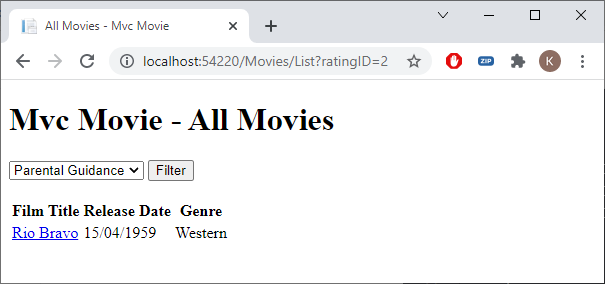 All Movies - Mvc Movie
localhost:54220/Movies/List?ratingID=2
ZIP
K
Mvc Movie - All Movies
Parental Guidance Filter
Film Title Release Date Genre
Rio Bravo 15/04/1959 Western